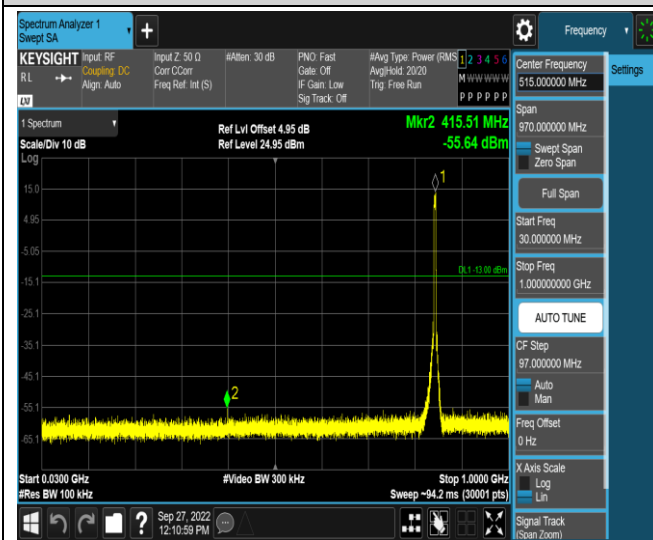 Spectrum Analyzer 1
Swept SA
Frequency
KEYSIGHT
RL
LXI
Input: RF
Coupling: DC
Align: Auto
Input Z: 50 Ω
Corr CCorr
Freq Ref: Int (S)
#Atten: 30 dB
PNO: Fast
Gate: Off
IF Gain: Low
Sig Track: Off
#Avg Type: Power (RMS
Avg|Hold: 20/20
Trig: Free Run
1 2 3 4 5 6
M W W W W W
P P P P P P
1 Spectrum
Scale/Div 10 dB
Log
Ref Lvl Offset 4.95 dB
Ref Level 24.95 dBm
Mkr2 415.51 MHz
-55.64 dBm
15.0
4.95
-5.05
-15.1
-25.1
-35.1
-45.1
-55.1
-65.1
1
DL1 -13.00 dBm
2
Start 0.0300 GHz
#Res BW 100 kHz
#Video BW 300 kHz
Stop 1.0000 GHz
Sweep ~94.2 ms (30001 pts)
?
Sep 27, 2022
12:10:59 PM
Center Frequency
515.000000 MHz
Settings
Span
970.000000 MHz
Swept Span
Zero Span
Full Span
Start Freq
30.000000 MHz
Stop Freq
1.000000000 GHz
AUTO TUNE
CF Step
97.000000 MHz
Auto
Man
Freq Offset
0 Hz
X Axis Scale
Log
Lin
Signal Track
(Span Zoom)